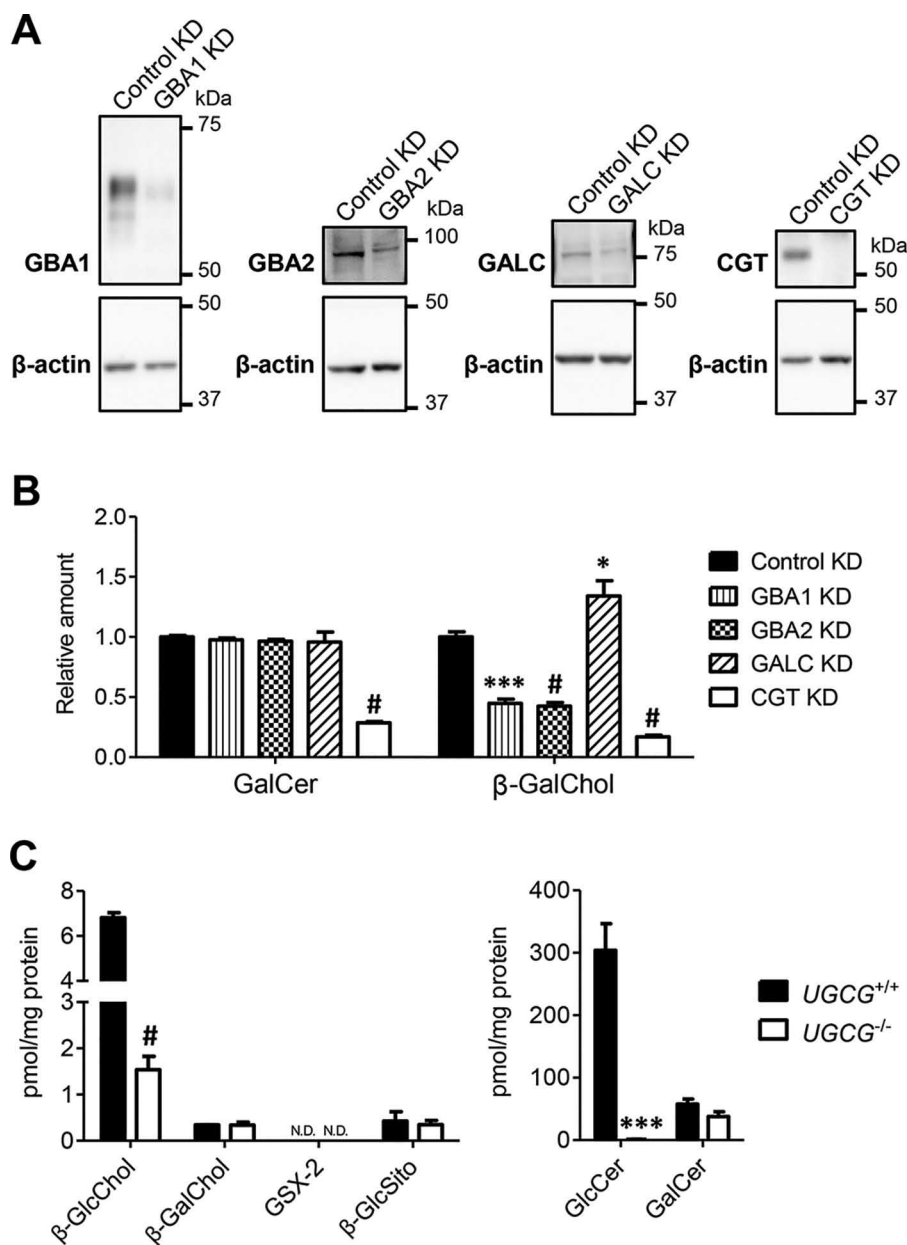 A
Control KD
GBA1 KD
kDa
75
GBA1
50
50
β-actin
37
Control KD
GBA2 KD
kDa
100
GBA2
50
β-actin
37
Control KD
GALC KD
kDa
75
GALC
50
β-actin
37
Control KD
CGT KD
kDa
CGT
50
50
β-actin
37
B
Relative amount
2.0
1.5
1.0
0.5
0.0
#
***
#
*
#
GalCer
β-GalChol
Control KD
GBA1 KD
GBA2 KD
GALC KD
CGT KD
C
pmol/mg protein
8
6
4
3
2
1
0
#
N.D. N.D.
β-GlcChol
β-GalChol
GSX-2
β-GlcSito
pmol/mg protein
400
300
200
100
0
***
GlcCer
GalCer
UGCG+/+
UGCG-/-